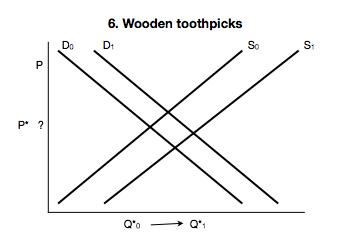 6. Wooden toothpicks
D₀ D₁ S₀ S₁
P
P* ?
Q*₀ → Q*₁